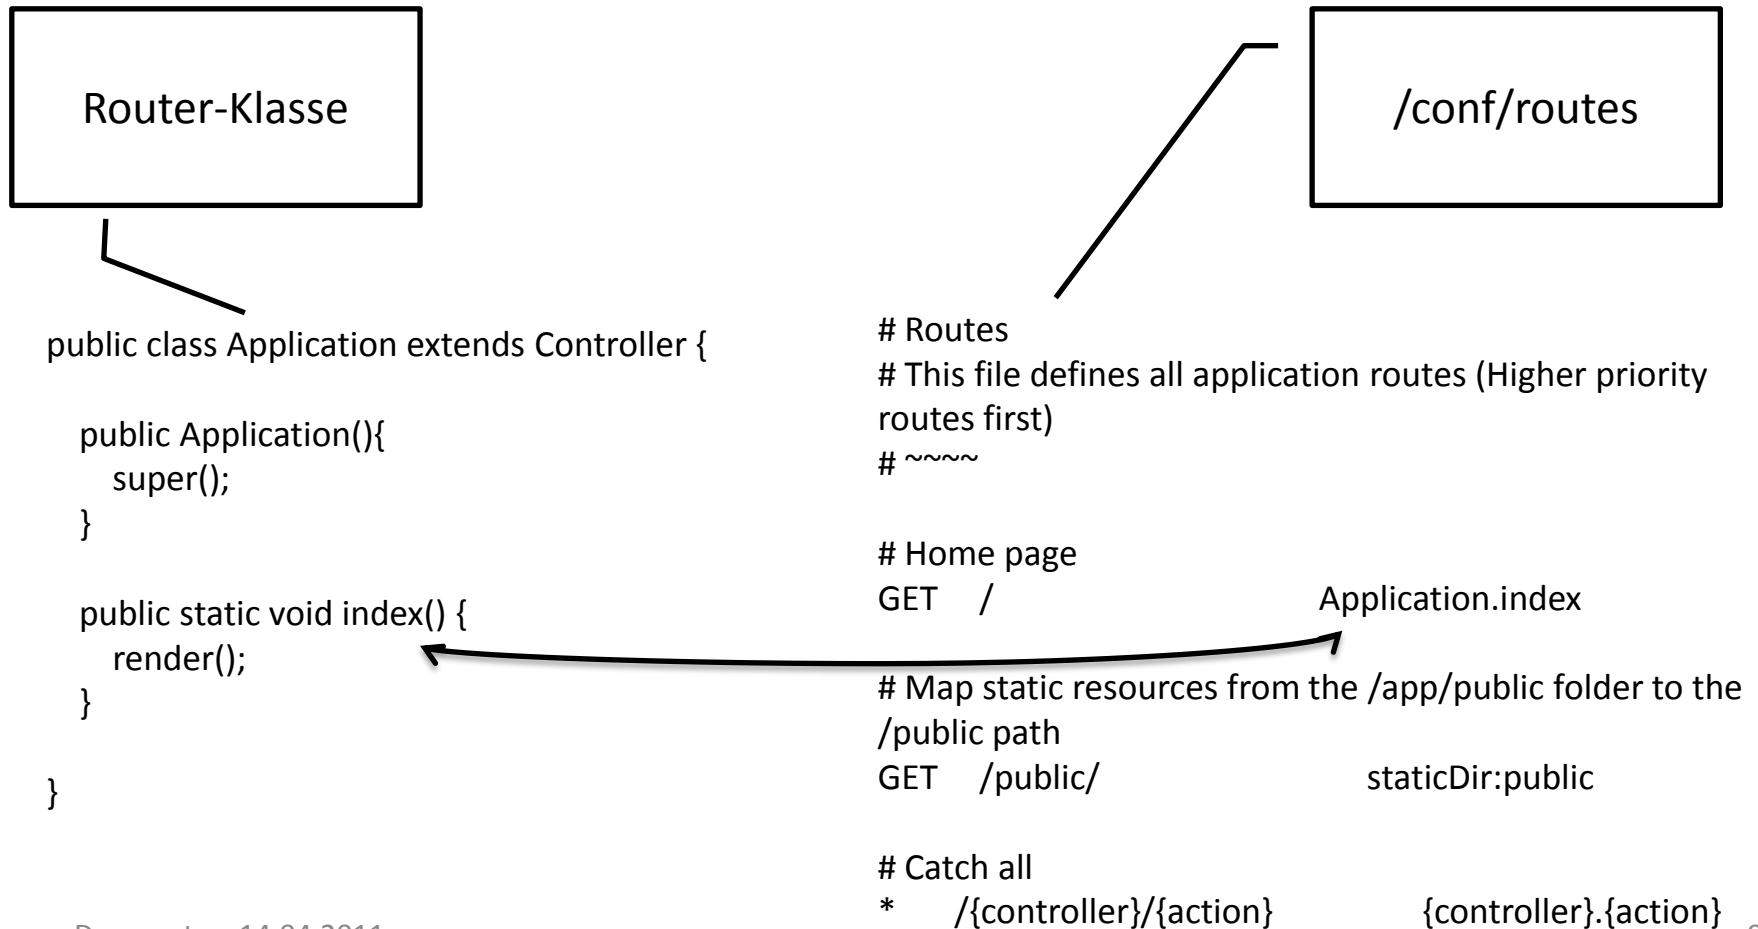 Router-Klasse
/conf/routes
public class Application extends Controller {
public Application(){
super();
}
public static void index() {
render();
}
}
# Routes
# This file defines all application routes (Higher priority
routes first)
# ~~~~
# Home page
GET / Application.index
# Map static resources from the /app/public folder to the
/public path
GET /public/ staticDir:public
# Catch all
* /{controller}/{action} {controller}.{action}